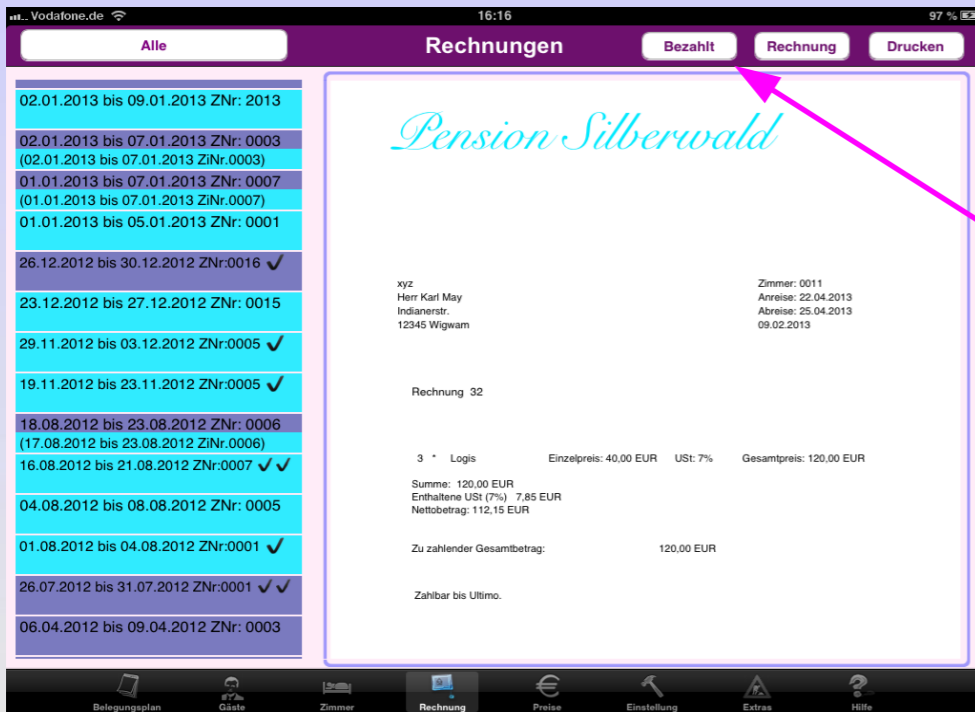 Vodafone.de 16:16 97 %
Alle Rechnungen Bezahlt Rechnung Drucken
02.01.2013 bis 09.01.2013 ZNr: 2013
02.01.2013 bis 07.01.2013 ZNr: 0003
(02.01.2013 bis 07.01.2013 ZiNr.0003)
01.01.2013 bis 07.01.2013 ZNr: 0007
(01.01.2013 bis 07.01.2013 ZiNr.0007)
01.01.2013 bis 05.01.2013 ZNr: 0001
26.12.2012 bis 30.12.2012 ZNr:0016 ✓
23.12.2012 bis 27.12.2012 ZNr: 0015
29.11.2012 bis 03.12.2012 ZNr:0005 ✓
19.11.2012 bis 23.11.2012 ZNr:0005 ✓
18.08.2012 bis 23.08.2012 ZNr: 0006
(17.08.2012 bis 23.08.2012 ZiNr.0006)
16.08.2012 bis 21.08.2012 ZNr:0007 ✓✓
04.08.2012 bis 08.08.2012 ZNr: 0005
01.08.2012 bis 04.08.2012 ZNr:0001 ✓
26.07.2012 bis 31.07.2012 ZNr:0001 ✓✓
06.04.2012 bis 09.04.2012 ZNr: 0003
Pension Silberwald
xyz
Herr Karl May
Indianerstr.
12345 Wigwam
Zimmer: 0011
Anreise: 22.04.2013
Abreise: 25.04.2013
09.02.2013
Rechnung 32
3 * Logis Einzelpreis: 40,00 EUR USt: 7% Gesamtpreis: 120,00 EUR
Summe: 120,00 EUR
Enthaltene USt (7%) 7,85 EUR
Nettobetrag: 112,15 EUR
Zu zahlender Gesamtbetrag: 120,00 EUR
Zahlbar bis Ultimo.
Belegungsplan Gäste Zimmer Rechnung Preise Einstellung Extras Hilfe